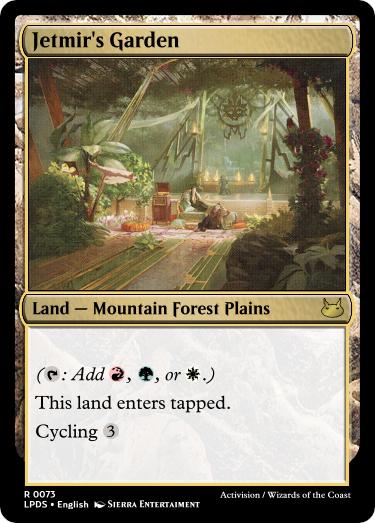 Jetmir's Garden
Land — Mountain Forest Plains
(T: Add R, G, or W.)
This land enters tapped.
Cycling 3
R 0073
LPDS • English Sierra Entertaiment
Activision / Wizards of the Coast